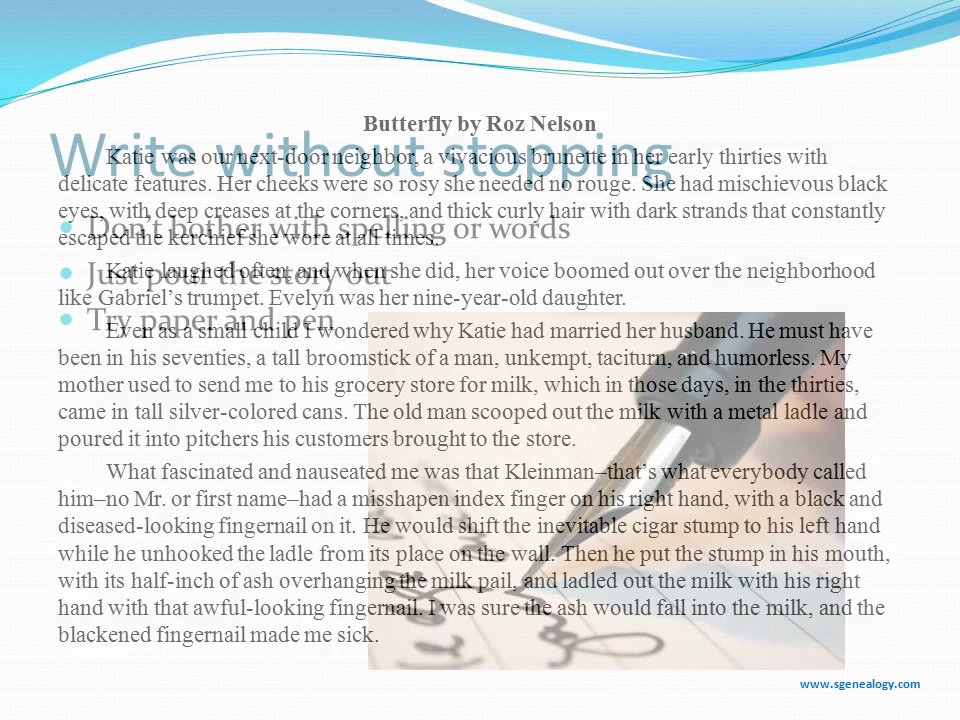 Write without stopping
Don't bother with spelling or words
Just pour the story out
Try paper and pen
Butterfly by Roz Nelson
Katie was our next-door neighbor, a vivacious brunette in her early thirties with
delicate features. Her cheeks were so rosy she needed no rouge. She had mischievous black
eyes, with deep creases at the corners, and thick curly hair with dark strands that constantly
escaped the kerchief she wore at all times.
Katie laughed often, and when she did, her voice boomed out over the neighborhood
like Gabriel’s trumpet. Evelyn was her nine-year-old daughter.
Even as a small child I wondered why Katie had married her husband. He must have
been in his seventies, a tall broomstick of a man, unkempt, taciturn, and humorless. My
mother used to send me to his grocery store for milk, which in those days, in the thirties,
came in tall silver-colored cans. The old man scooped out the milk with a metal ladle and
poured it into pitchers his customers brought to the store.
What fascinated and nauseated me was that Kleinman–that’s what everybody called
him–no Mr. or first name–had a misshapen index finger on his right hand, with a black and
diseased-looking fingernail on it. He would shift the inevitable cigar stump to his left hand
while he unhooked the ladle from its place on the wall. Then he put the stump in his mouth,
with its half-inch of ash overhanging the milk pail, and ladled out the milk with his right
hand with that awful-looking fingernail. I was sure the ash would fall into the milk, and the
blackened fingernail made me sick.
www.sgenealogy.com